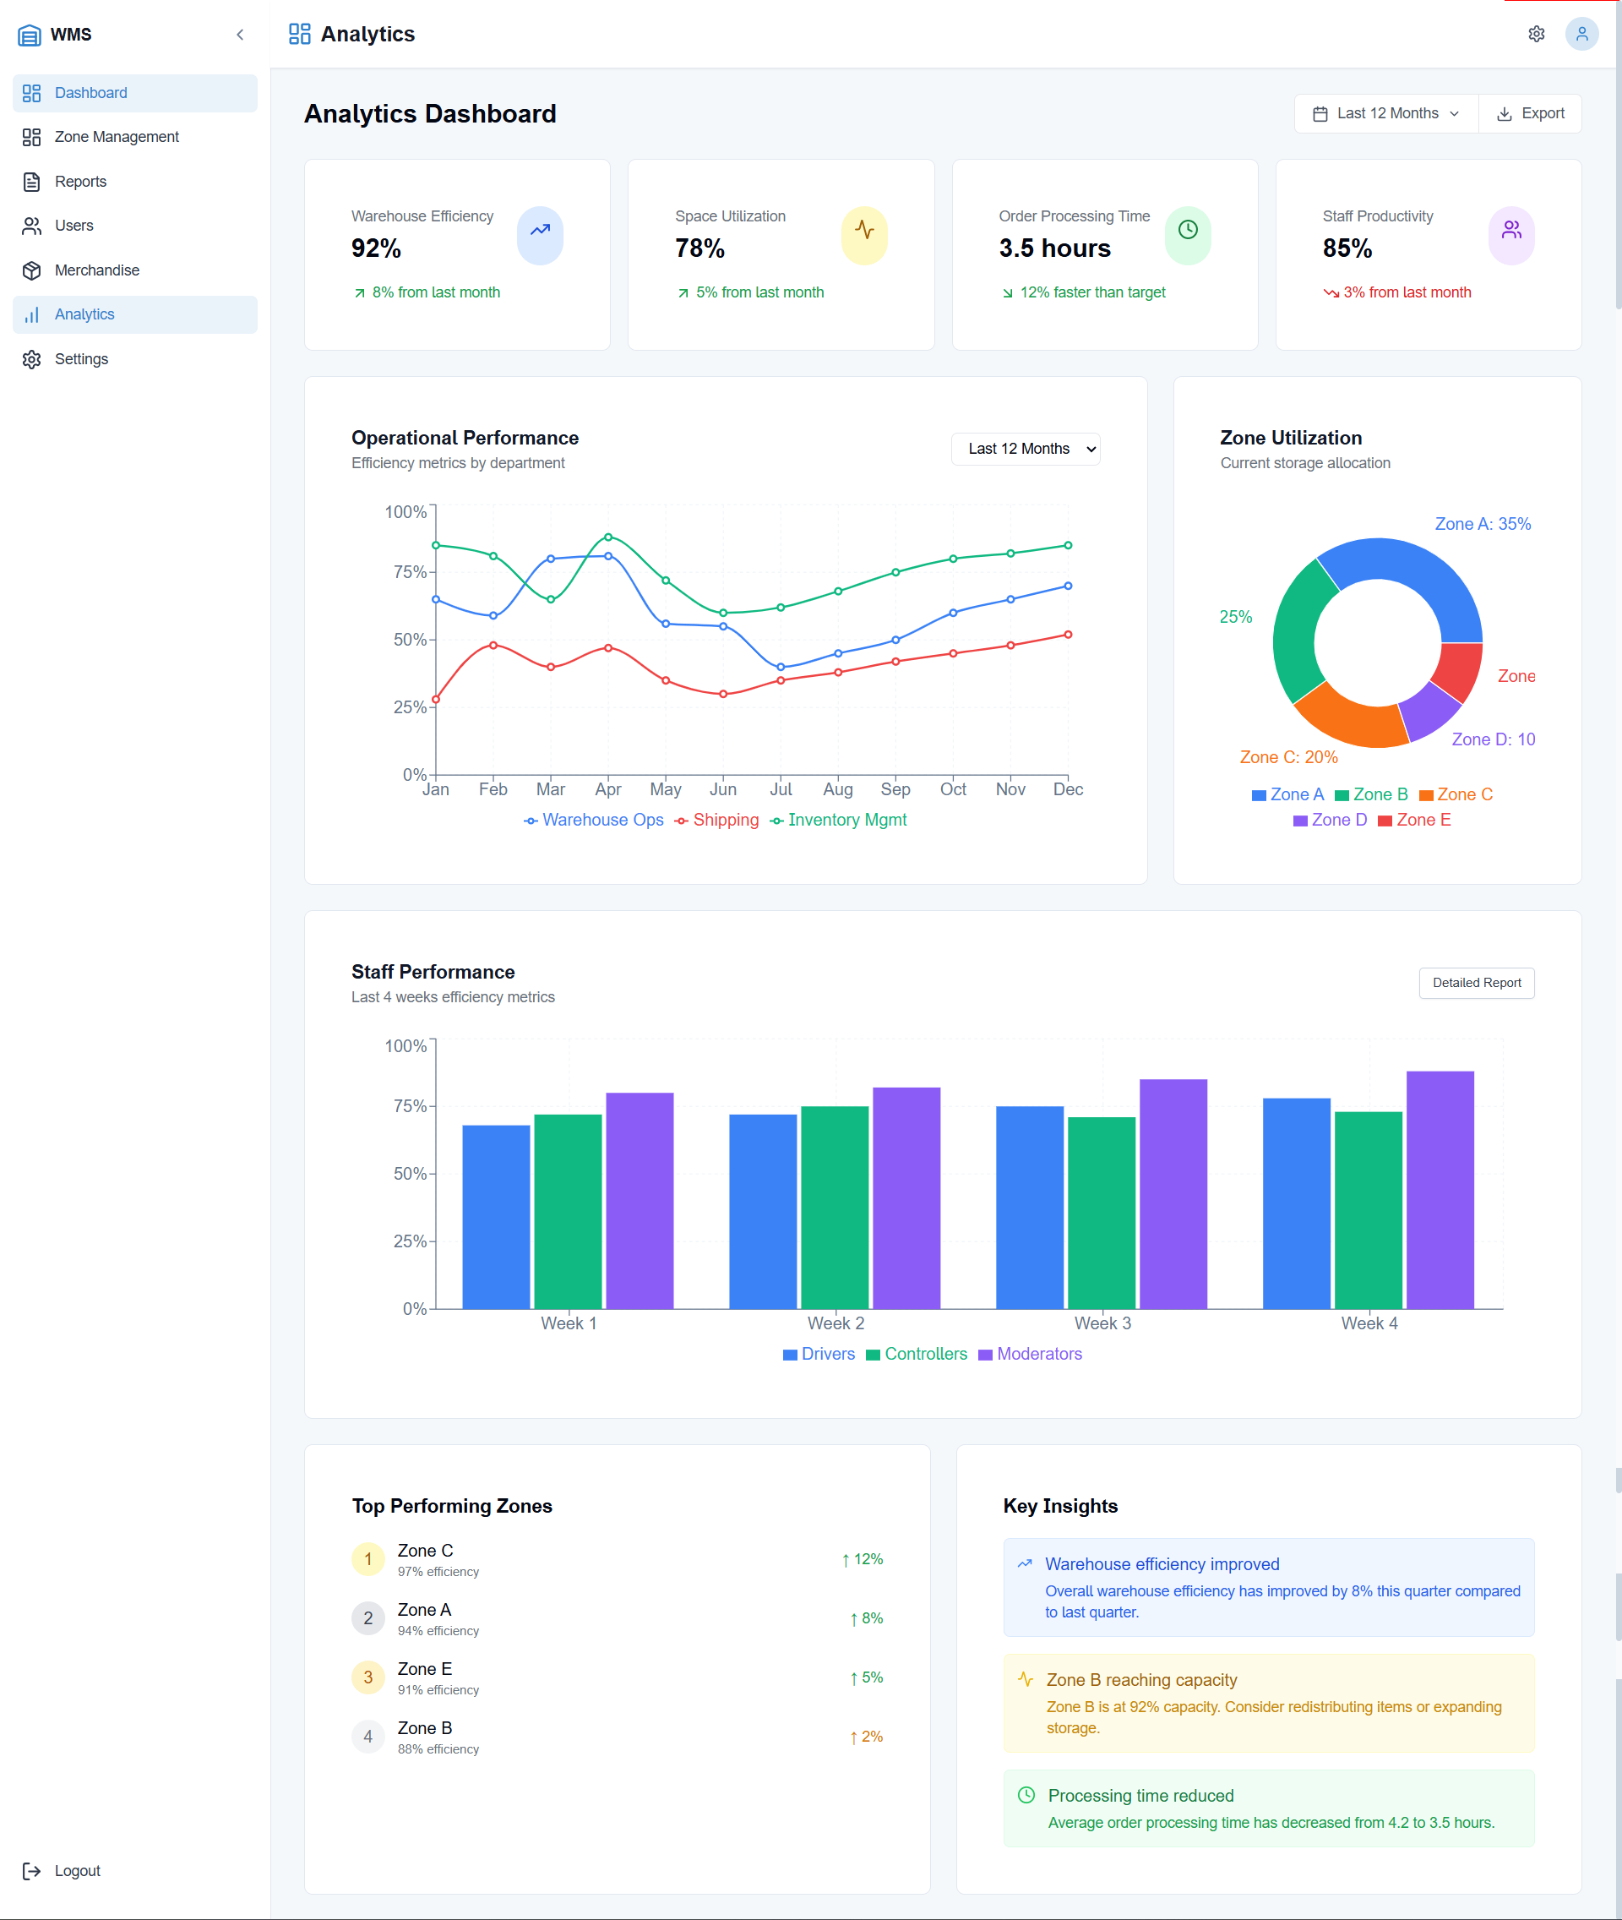 WMS
Dashboard
Zone Management
Reports
Users
Merchandise
Analytics
Settings
Logout
Analytics
Analytics Dashboard
Last 12 Months
Export
Warehouse Efficiency
92%
8% from last month
Space Utilization
78%
5% from last month
Order Processing Time
3.5 hours
12% faster than target
Staff Productivity
85%
3% from last month
Operational Performance
Efficiency metrics by department
Last 12 Months
100%
75%
50%
25%
0%
Jan Feb Mar Apr May Jun Jul Aug Sep Oct Nov Dec
Warehouse Ops Shipping Inventory Mgmt
Zone Utilization
Current storage allocation
Zone A: 35%
25%
Zone
Zone D: 10
Zone C: 20%
Zone A Zone B Zone C
Zone D Zone E
Staff Performance
Last 4 weeks efficiency metrics
Detailed Report
100%
75%
50%
25%
0%
Week 1 Week 2 Week 3 Week 4
Drivers Controllers Moderators
Top Performing Zones
1 Zone C
97% efficiency
↑ 12%
2 Zone A
94% efficiency
↑ 8%
3 Zone E
91% efficiency
↑ 5%
4 Zone B
88% efficiency
↑ 2%
Key Insights
Warehouse efficiency improved
Overall warehouse efficiency has improved by 8% this quarter compared
to last quarter.
Zone B reaching capacity
Zone B is at 92% capacity. Consider redistributing items or expanding
storage.
Processing time reduced
Average order processing time has decreased from 4.2 to 3.5 hours.